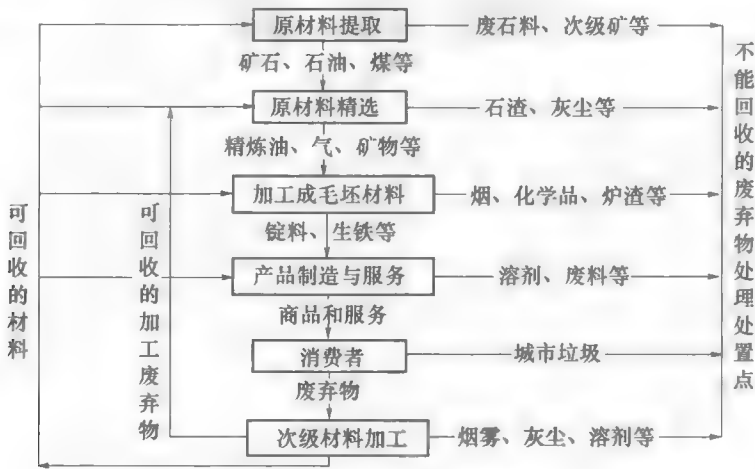 原材料提取
废石料、次级矿等
矿石、石油、煤等
原材料精选
石渣、灰尘等
精炼油、气、矿物等
加工成毛坯材料
烟、化学品、炉渣等
锭料、生铁等
产品制造与服务
溶剂、废料等
商品和服务
消费者
城市垃圾
废弃物
次级材料加工
烟雾、灰尘、溶剂等
可回收的材料
可回收的加工废弃物
不能回收的废弃物处理处置点